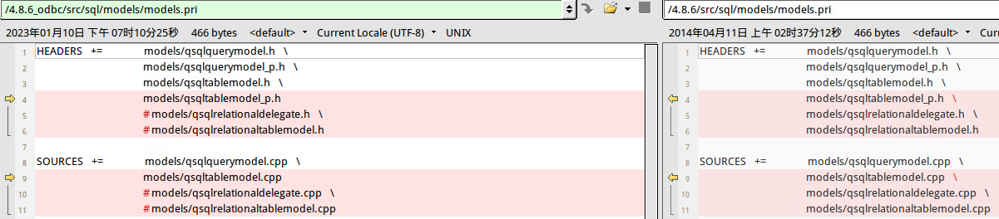 /4.8.6_odbc/src/sql/models/models.pri
2023年01月10日 下午 07时10分25秒 466 bytes <default> Current Locale (UTF-8) UNIX
1 HEADERS += models/qsqlquerymodel.h \
2 models/qsqlquerymodel_p.h \
3 models/qsqltablemodel.h \
4 models/qsqltablemodel_p.h
5 #models/qsqlrelationaldelegate.h \
6 #models/qsqlrelationaltablemodel.h
7
8 SOURCES += models/qsqlquerymodel.cpp \
9 models/qsqltablemodel.cpp
10 #models/qsqlrelationaldelegate.cpp \
11 #models/qsqlrelationaltablemodel.cpp
/4.8.6/src/sql/models/models.pri
2014年04月11日 上午 02时37分12秒 466 bytes <default> Curr
1 HEADERS += models/qsqlquerymodel.h \
2 models/qsqlquerymodel_p.h \
3 models/qsqltablemodel.h \
4 models/qsqltablemodel_p.h \
5 models/qsqlrelationaldelegate.h \
6 models/qsqlrelationaltablemodel.h
7
8 SOURCES += models/qsqlquerymodel.cpp \
9 models/qsqltablemodel.cpp \
10 models/qsqlrelationaldelegate.cpp \
11 models/qsqlrelationaltablemodel.cpp